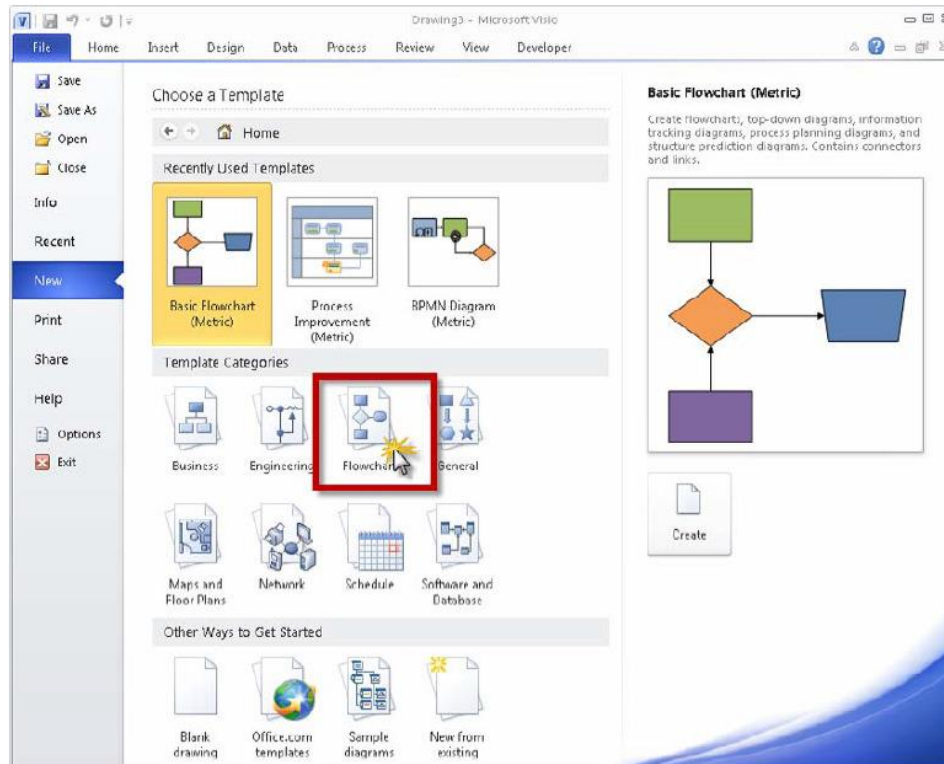 Drawing3 - Microsoft Visio
File Home Insert Design Data Process Review View Developer
Save
Save As
Open
Close
Info
Recent
New
Print
Share
Help
Options
Exit
Choose a Template
Home
Recently Used Templates
Basic Flowchart
(Metric)
Process
Improvement
(Metric)
BPMN Diagram
(Metric)
Template Categories
Business
Engineering
Flowchart
General
Maps and
Floor Plans
Network
Schedule
Software and
Database
Other Ways to Get Started
Blank
drawing
Office.com
templates
Sample
diagrams
New from
existing
Basic Flowchart (Metric)
Create flowcharts, top-down diagrams, information
tracking diagrams, process planning diagrams, and
structure prediction diagrams. Contains connectors
and links.
Create